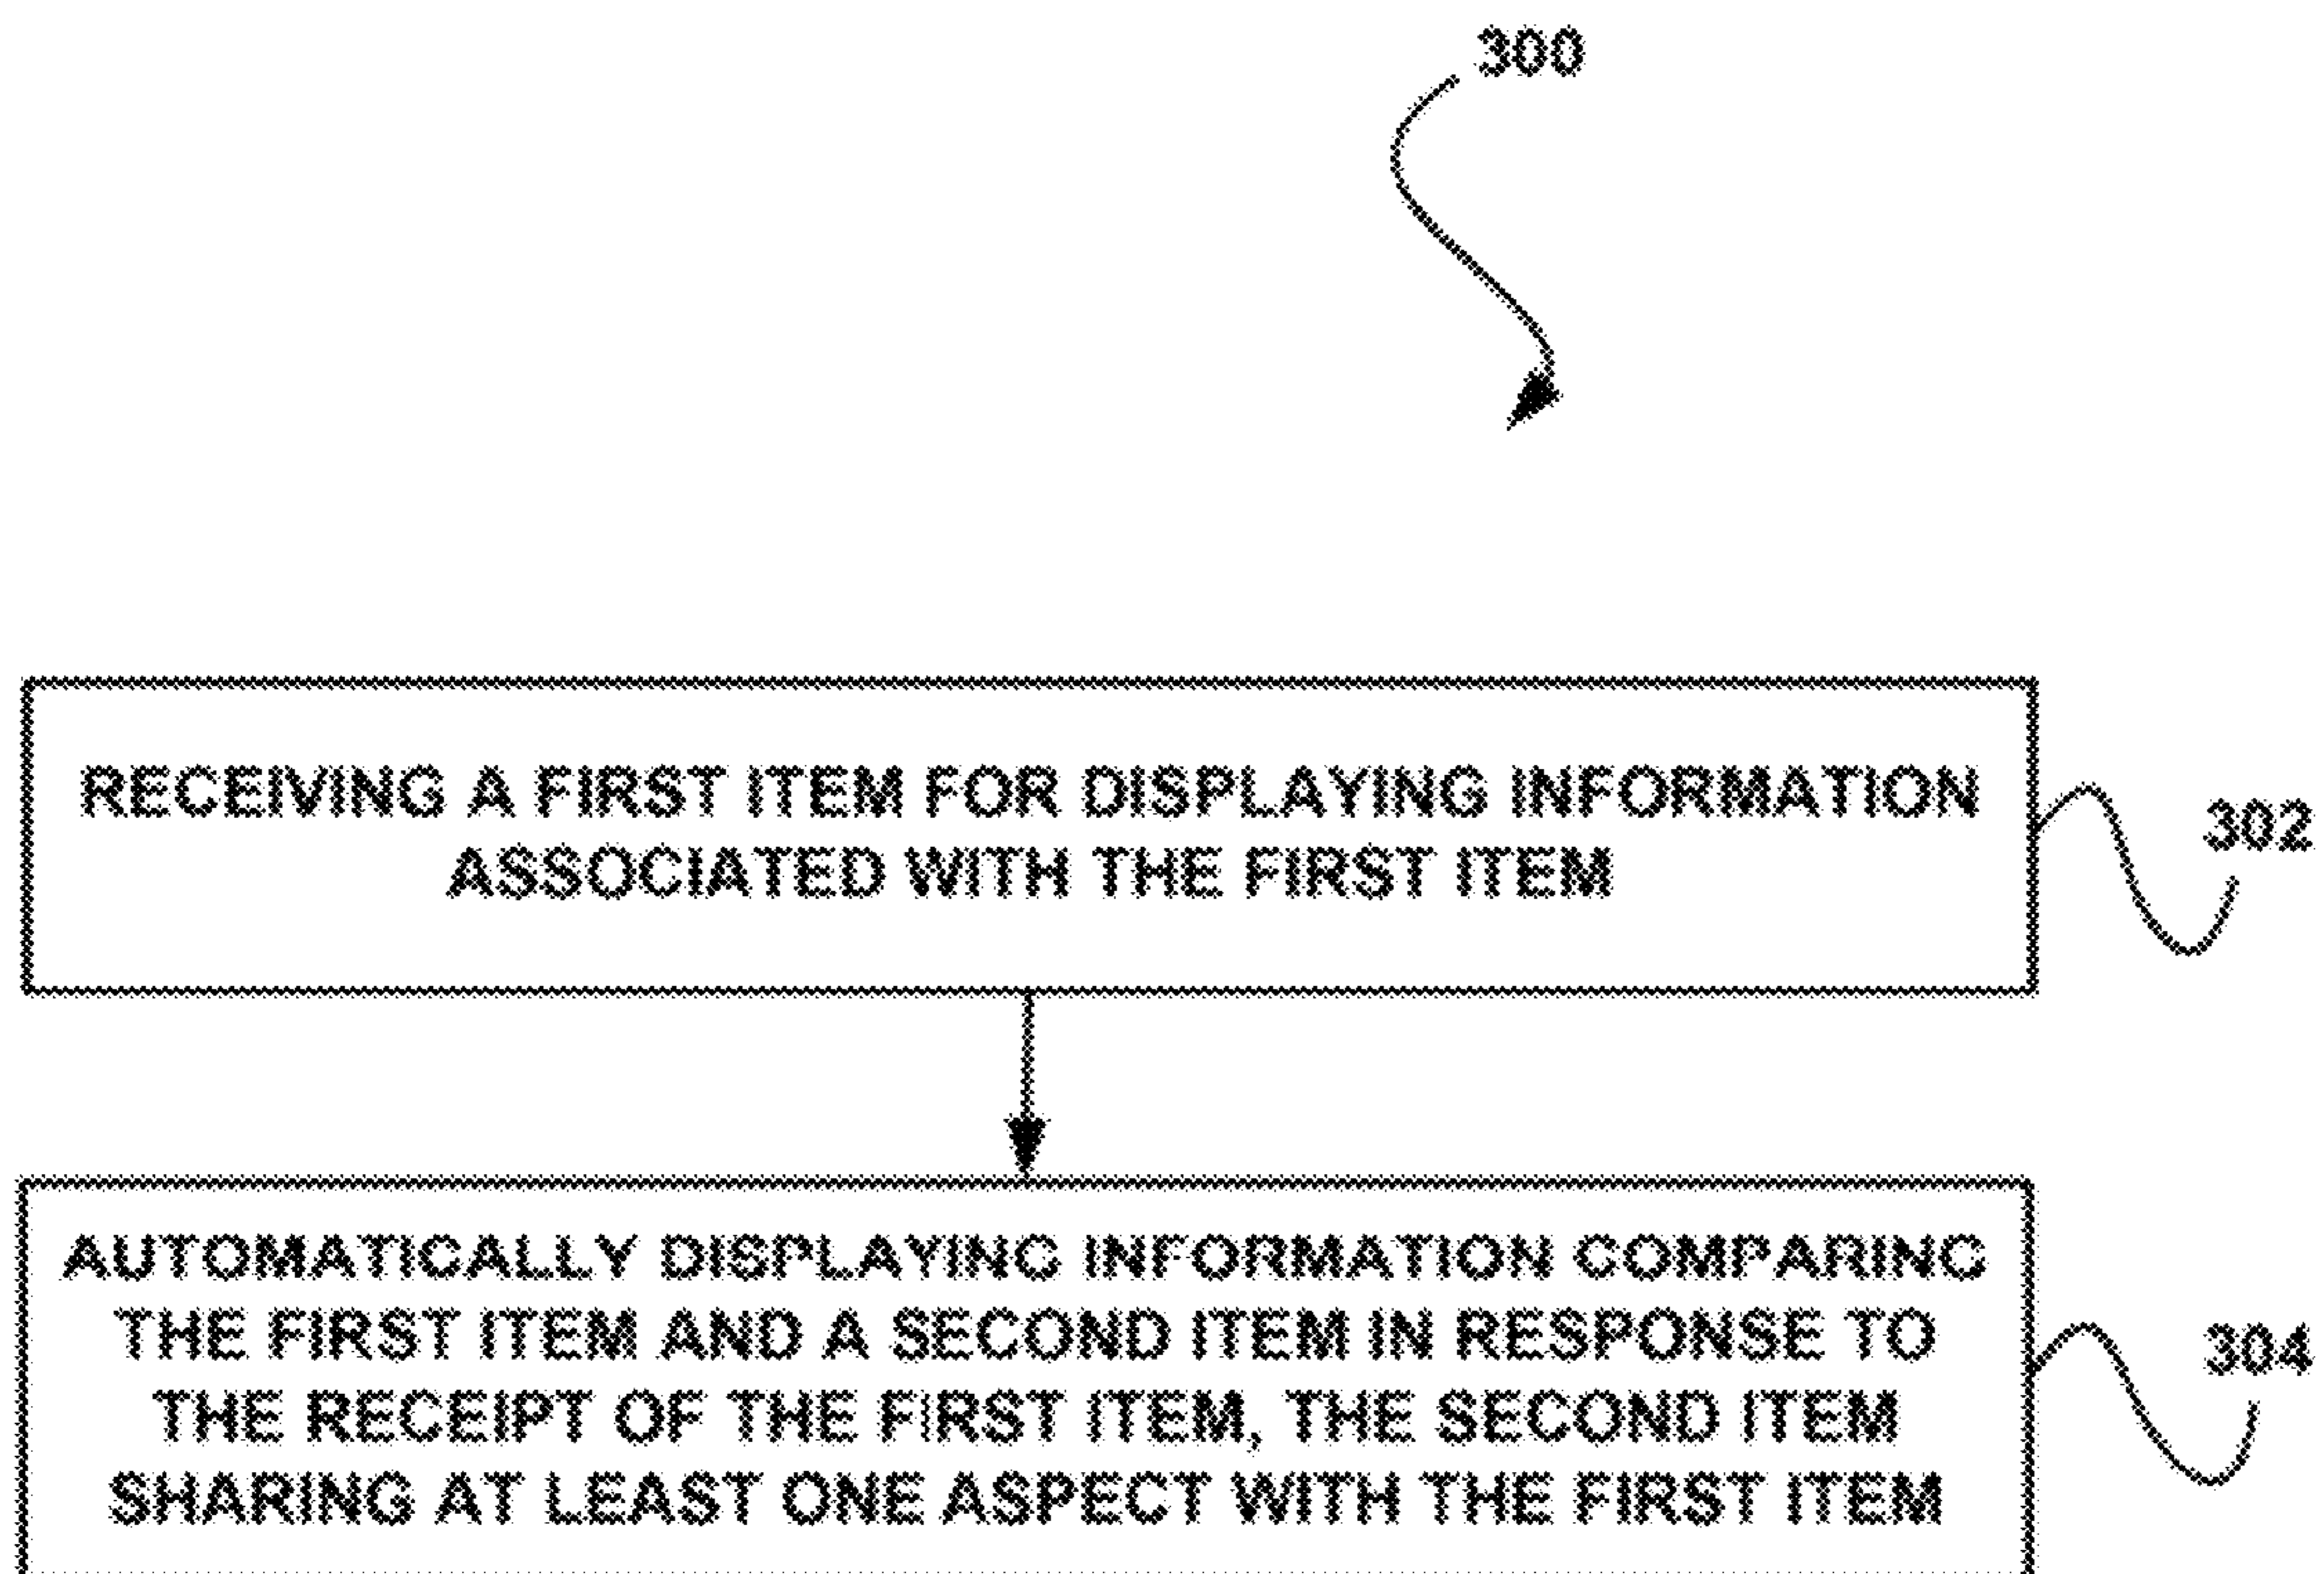 300
RECEIVING A FIRST ITEM FOR DISPLAYING INFORMATION
ASSOCIATED WITH THE FIRST ITEM
302
AUTOMATICALLY DISPLAYING INFORMATION COMPARING
THE FIRST ITEM AND A SECOND ITEM IN RESPONSE TO
THE RECEIPT OF THE FIRST ITEM, THE SECOND ITEM
SHARING AT LEAST ONE ASPECT WITH THE FIRST ITEM
304